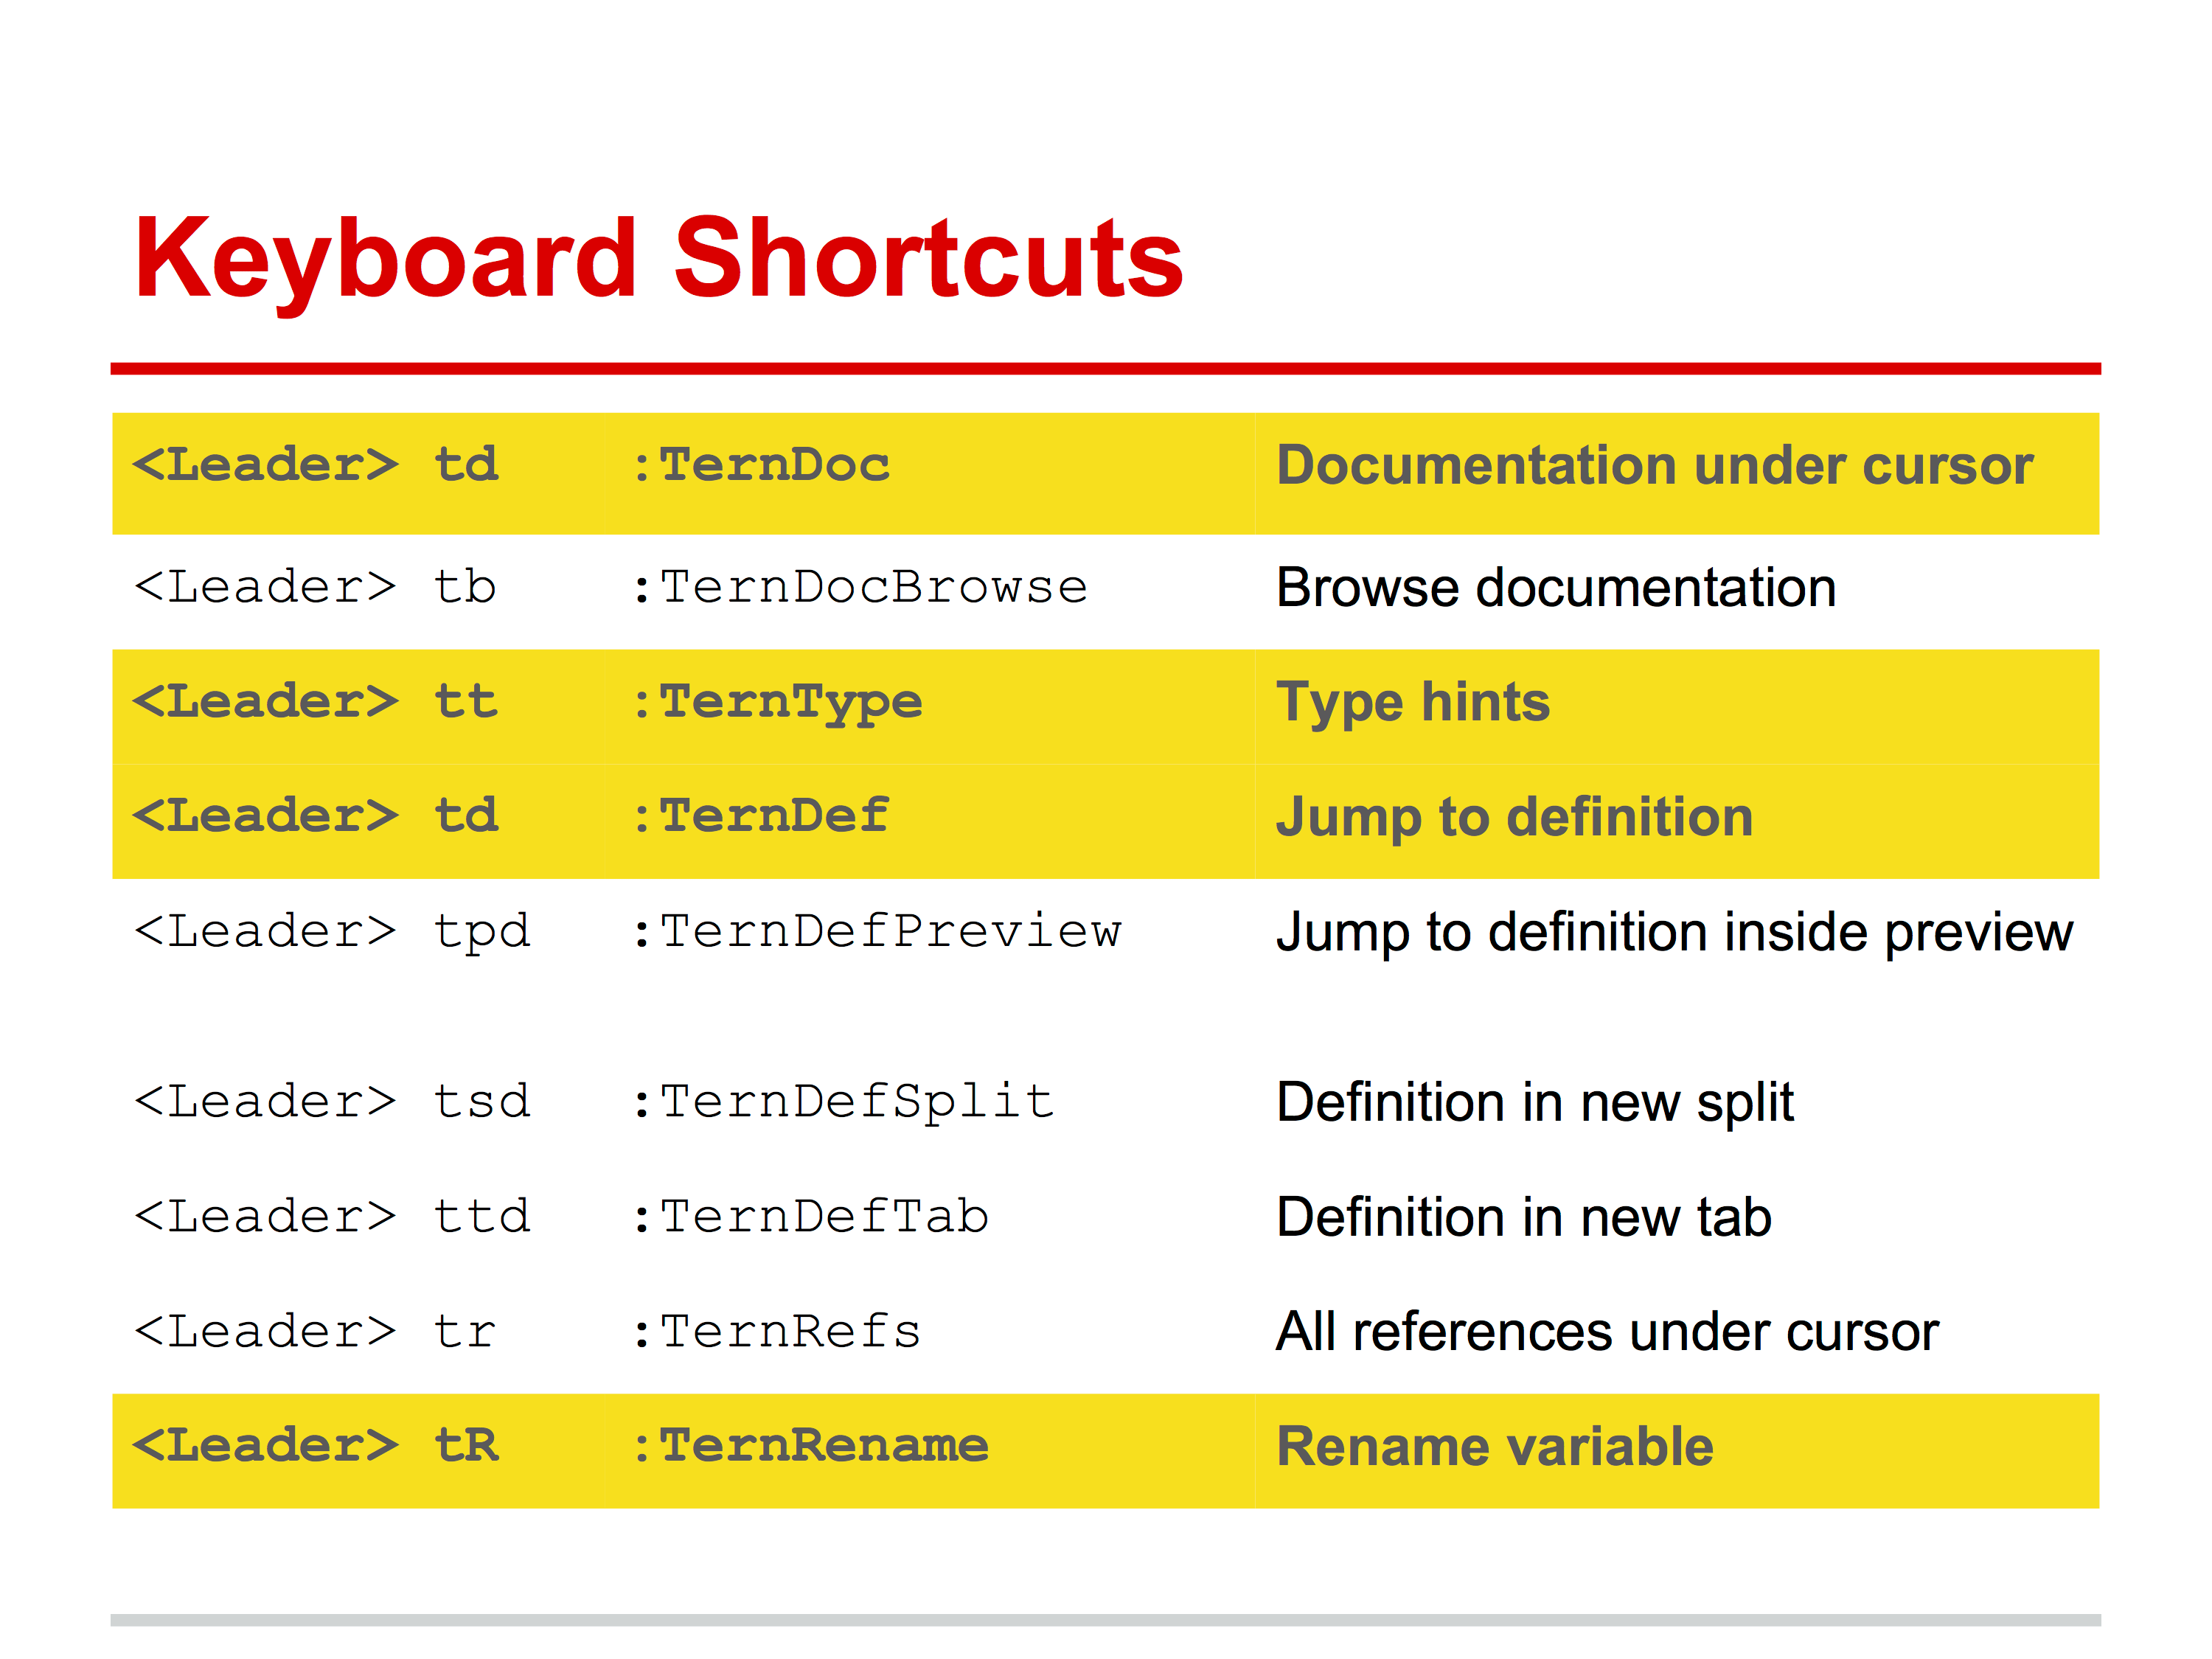 Keyboard Shortcuts
<Leader> td :TernDoc Documentation under cursor
<Leader> tb :TernDocBrowse Browse documentation
<Leader> tt :TernType Type hints
<Leader> td :TernDef Jump to definition
<Leader> tpd :TernDefPreview Jump to definition inside preview
<Leader> tsd :TernDefSplit Definition in new split
<Leader> ttd :TernDefTab Definition in new tab
<Leader> tr :TernRefs All references under cursor
<Leader> tR :TernRename Rename variable